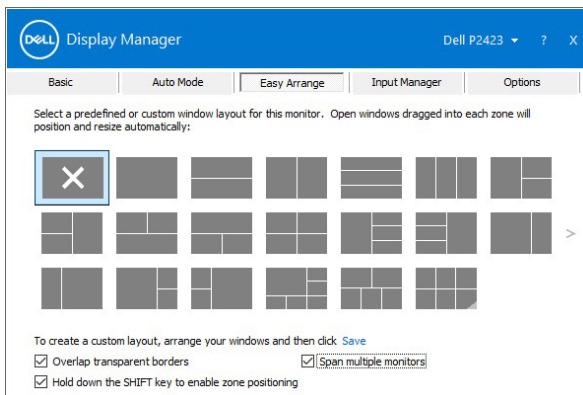 DELL Display Manager Dell P2423 ? X
Basic Auto Mode Easy Arrange Input Manager Options
Select a predefined or custom window layout for this monitor. Open windows dragged into each zone will
position and resize automatically:
>
To create a custom layout, arrange your windows and then click Save
Overlap transparent borders Span multiple monitors
Hold down the SHIFT key to enable zone positioning